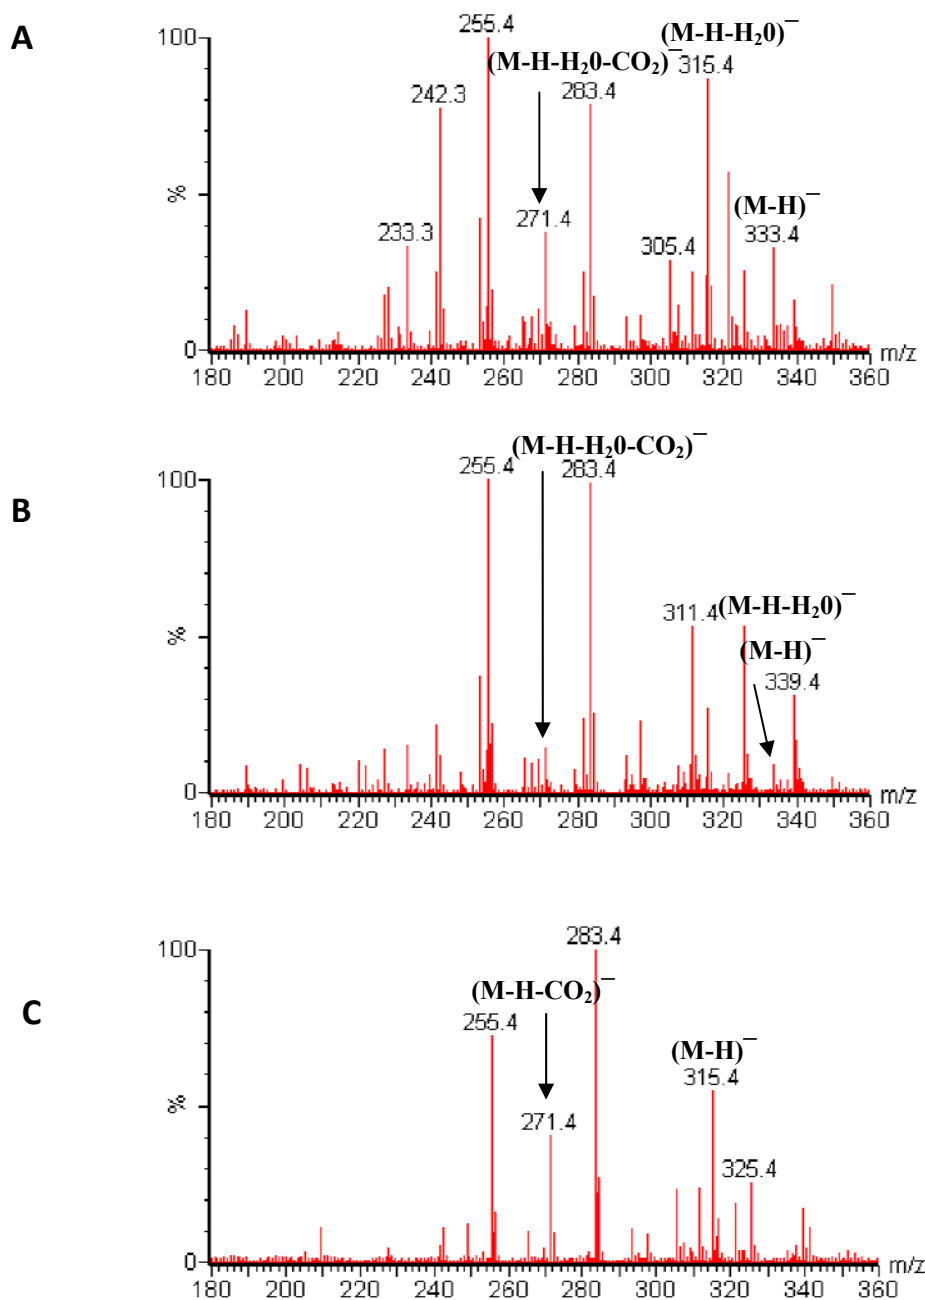 A
100
%
0
(M-H-H₂0)¯
255.4
(M-H-H₂0-CO₂)¯
315.4
242.3
283.4
(M-H)¯
233.3
271.4
305.4
333.4
m/z
180 200 220 240 260 280 300 320 340 360
B
100
%
0
(M-H-H₂0-CO₂)¯
255.4
283.4
311.4
(M-H-H₂0)¯
(M-H)¯
339.4
m/z
180 200 220 240 260 280 300 320 340 360
C
100
%
0
283.4
(M-H-CO₂)¯
255.4
(M-H)¯
315.4
271.4
325.4
m/z
180 200 220 240 260 280 300 320 340 360